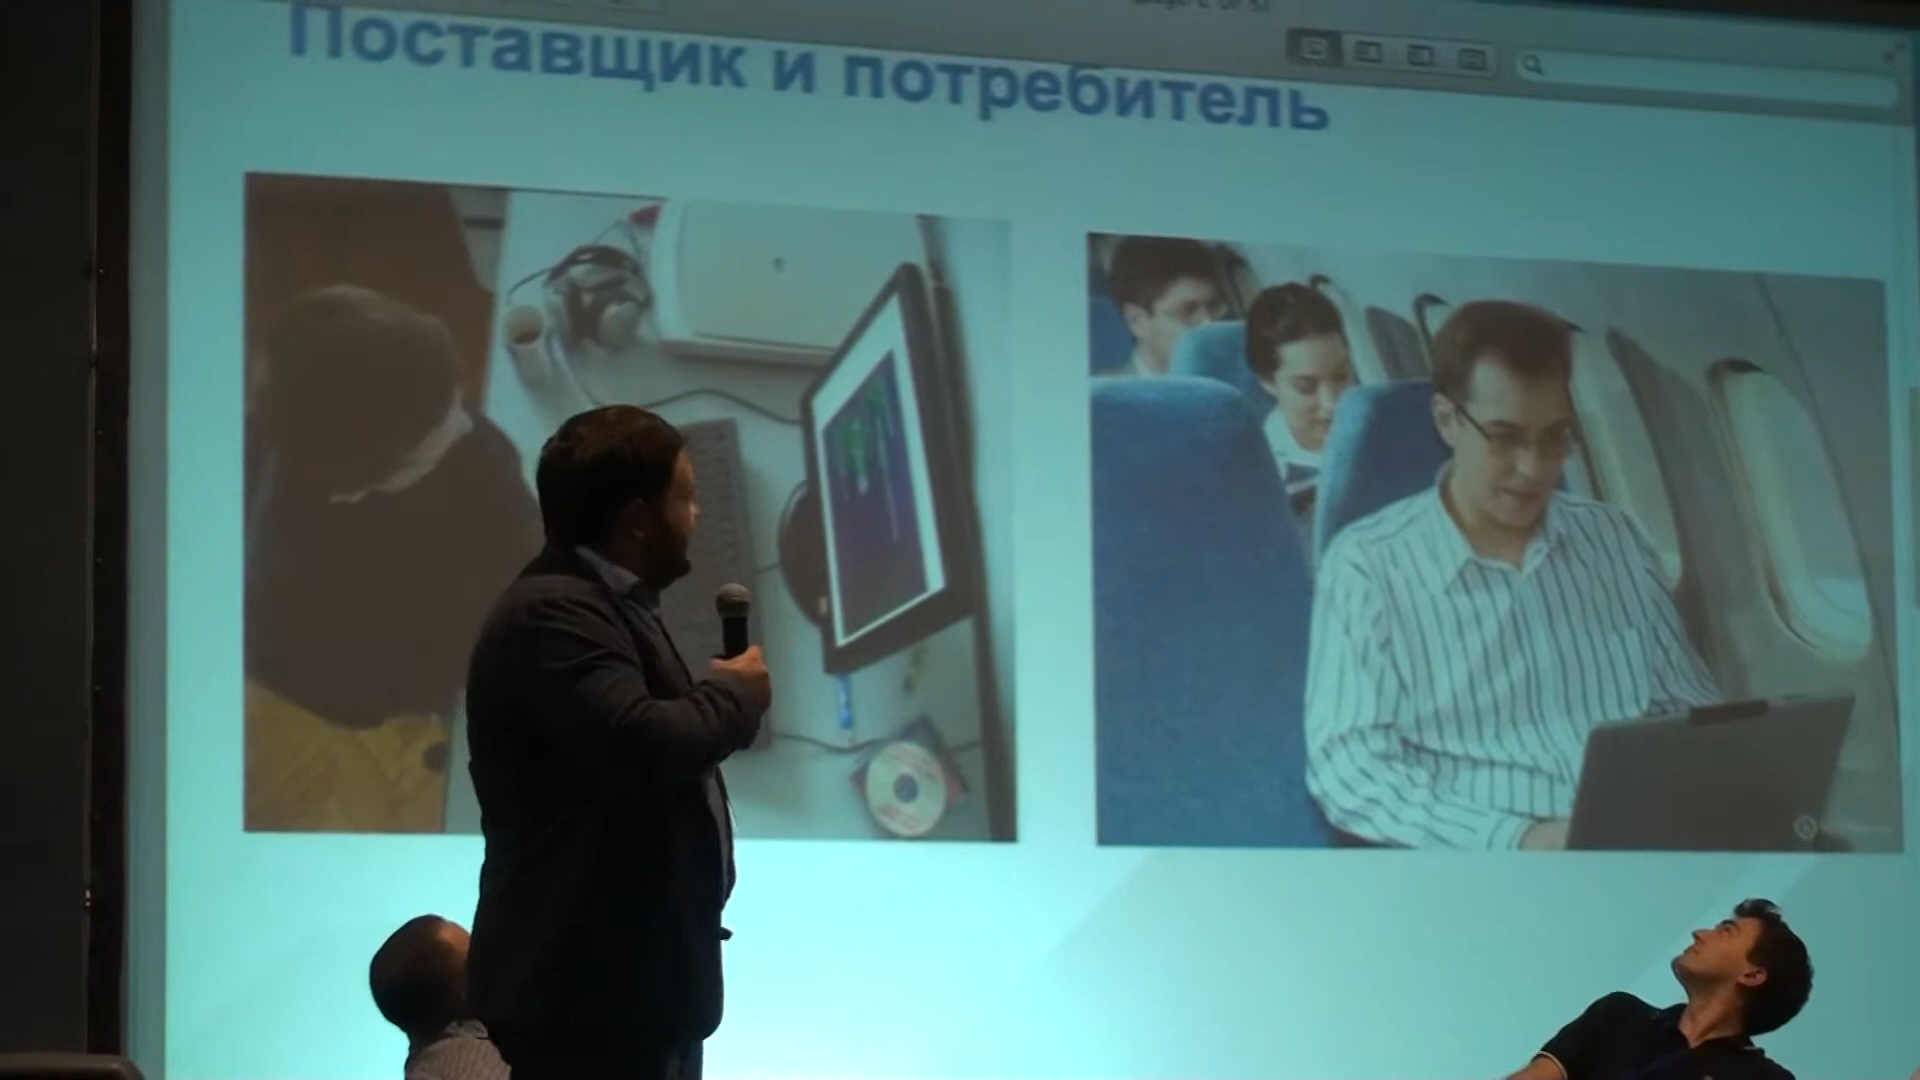 Поставщик и потребитель